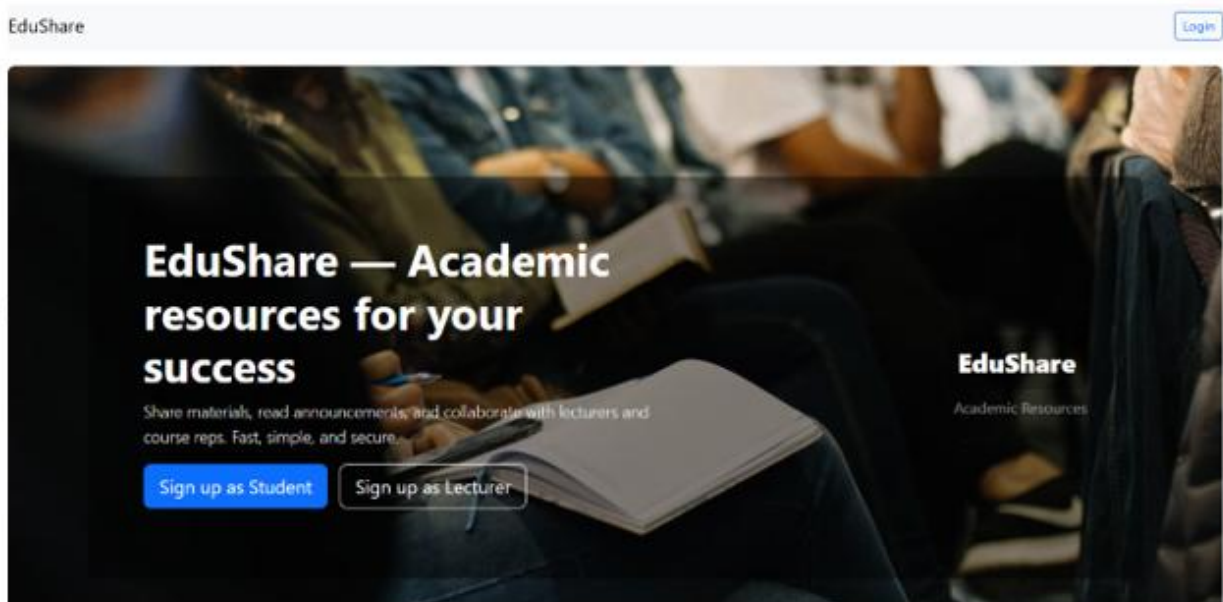 EduShare
Login
EduShare — Academic
resources for your
success
Share materials, read announcements, and collaborate with lecturers and
course reps. Fast, simple, and secure.
Sign up as Student
Sign up as Lecturer
EduShare
Academic Resources